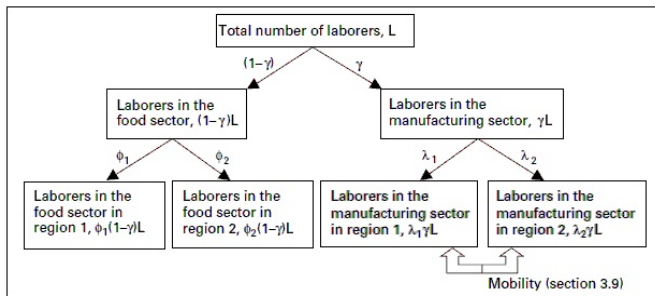 Total number of laborers, L
(1–γ)
γ
Laborers in the
food sector, (1–γ)L
Laborers in the
manufacturing sector, γL
ϕ₁
ϕ₂
λ₁
λ₂
Laborers in the
food sector in
region 1, ϕ₁(1–γ)L
Laborers in the
food sector in
region 2, ϕ₂(1–γ)L
Laborers in the
manufacturing sector
in region 1, λ₁γL
Laborers in the
manufacturing sector
in region 2, λ₂γL
Mobility (section 3.9)